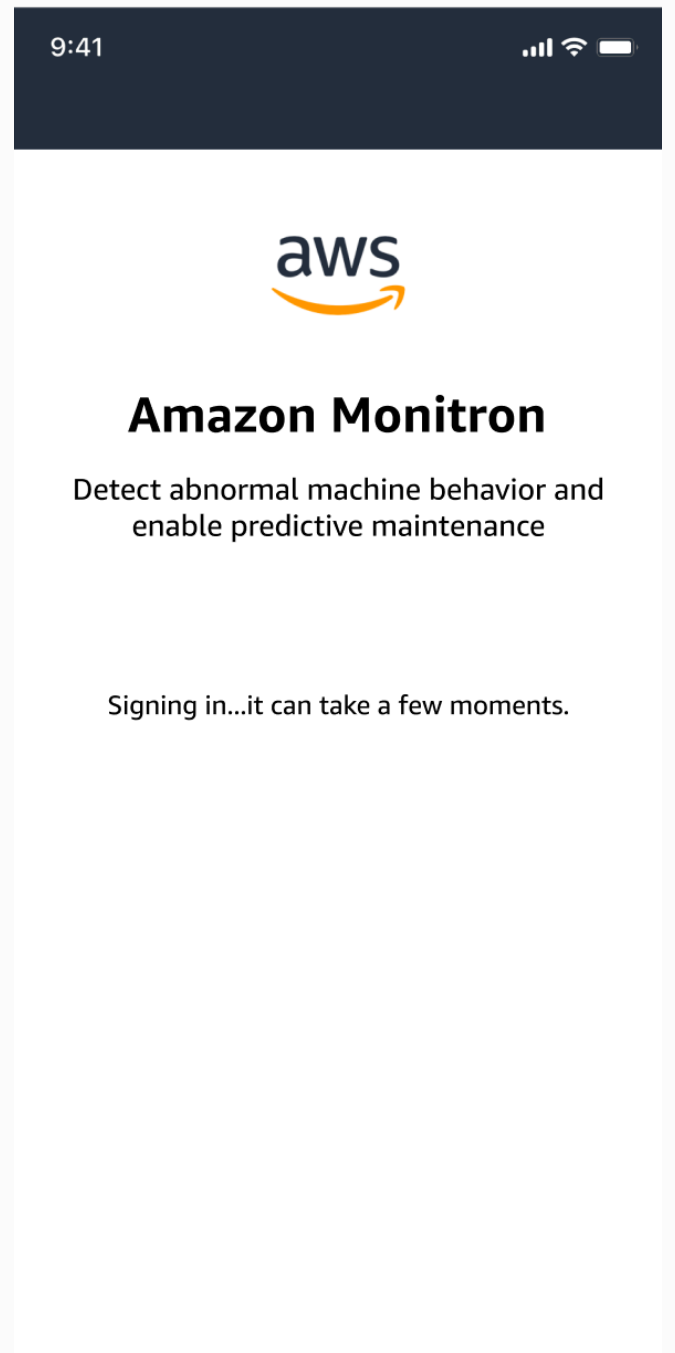 9:41
aws
Amazon Monitron
Detect abnormal machine behavior and
enable predictive maintenance
Signing in...it can take a few moments.